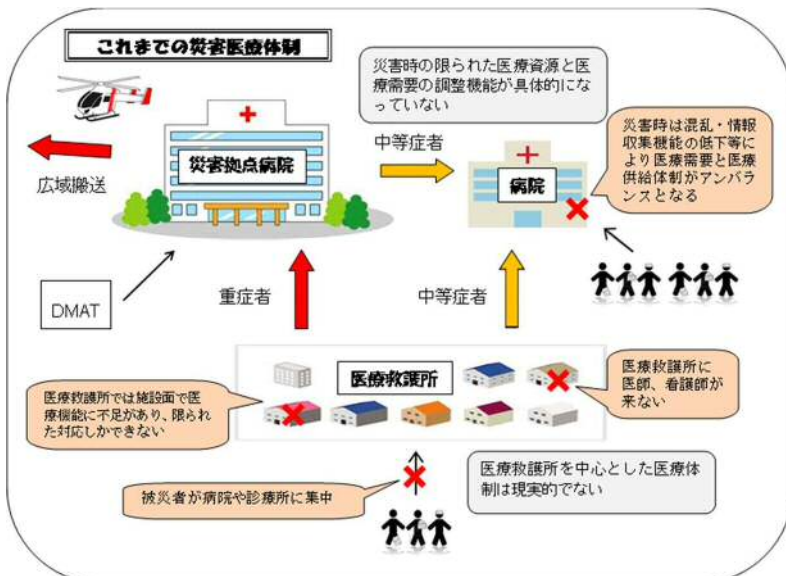 これまでの災害医療体制
災害時の限られた医療資源と医
療需要の調整機能が具体的にな
っていない
災害時は混乱・情報
収集機能の低下等に
より医療需要と医療
供給体制がアンバラ
ンスとなる
災害拠点病院
中等症者
病院
広域搬送
DMAT
重症者
中等症者
医療救護所
医療救護所では施設面で医
療機能に不足があり、限られ
た対応しかできない
医療救護所に
医師、看護師が
来ない
医療救護所を中心とした医療体
制は現実的でない
被災者が病院や診療所に集中